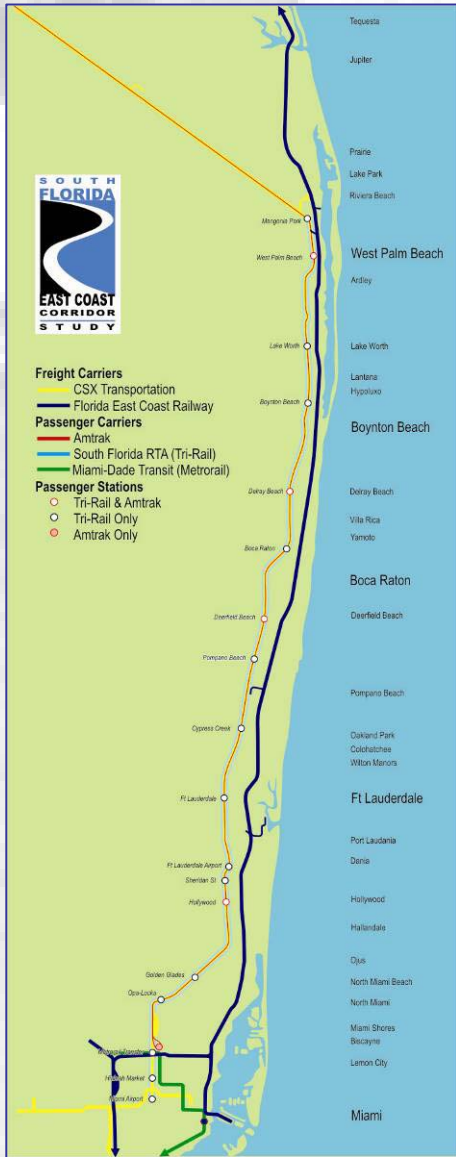 SOUTH
FLORIDA
EAST COAST
CORRIDOR
STUDY
Freight Carriers
CSX Transportation
Florida East Coast Railway
Passenger Carriers
Amtrak
South Florida RTA (Tri-Rail)
Miami-Dade Transit (Metrorail)
Passenger Stations
Tri-Rail & Amtrak
Tri-Rail Only
Amtrak Only
Mangonia Park
West Palm Beach
Lake Worth
Boynton Beach
Delray Beach
Boca Raton
Deerfield Beach
Pompano Beach
Cypress Creek
Ft Lauderdale
Ft Lauderdale Airport
Sheridan St
Hollywood
Golden Glades
Opa-Locka
Metrorail Transfer
Hialeah Market
Miami Airport
Tequesta
Jupiter
Prairie
Lake Park
Riviera Beach
West Palm Beach
Ardley
Lake Worth
Lantana
Hypoluxo
Boynton Beach
Delray Beach
Villa Rica
Yamoto
Boca Raton
Deerfield Beach
Pompano Beach
Oakland Park
Colohatchee
Wilton Manors
Ft Lauderdale
Port Laudania
Dania
Hollywood
Hallandale
Ojus
North Miami Beach
North Miami
Miami Shores
Biscayne
Lemon City
Miami